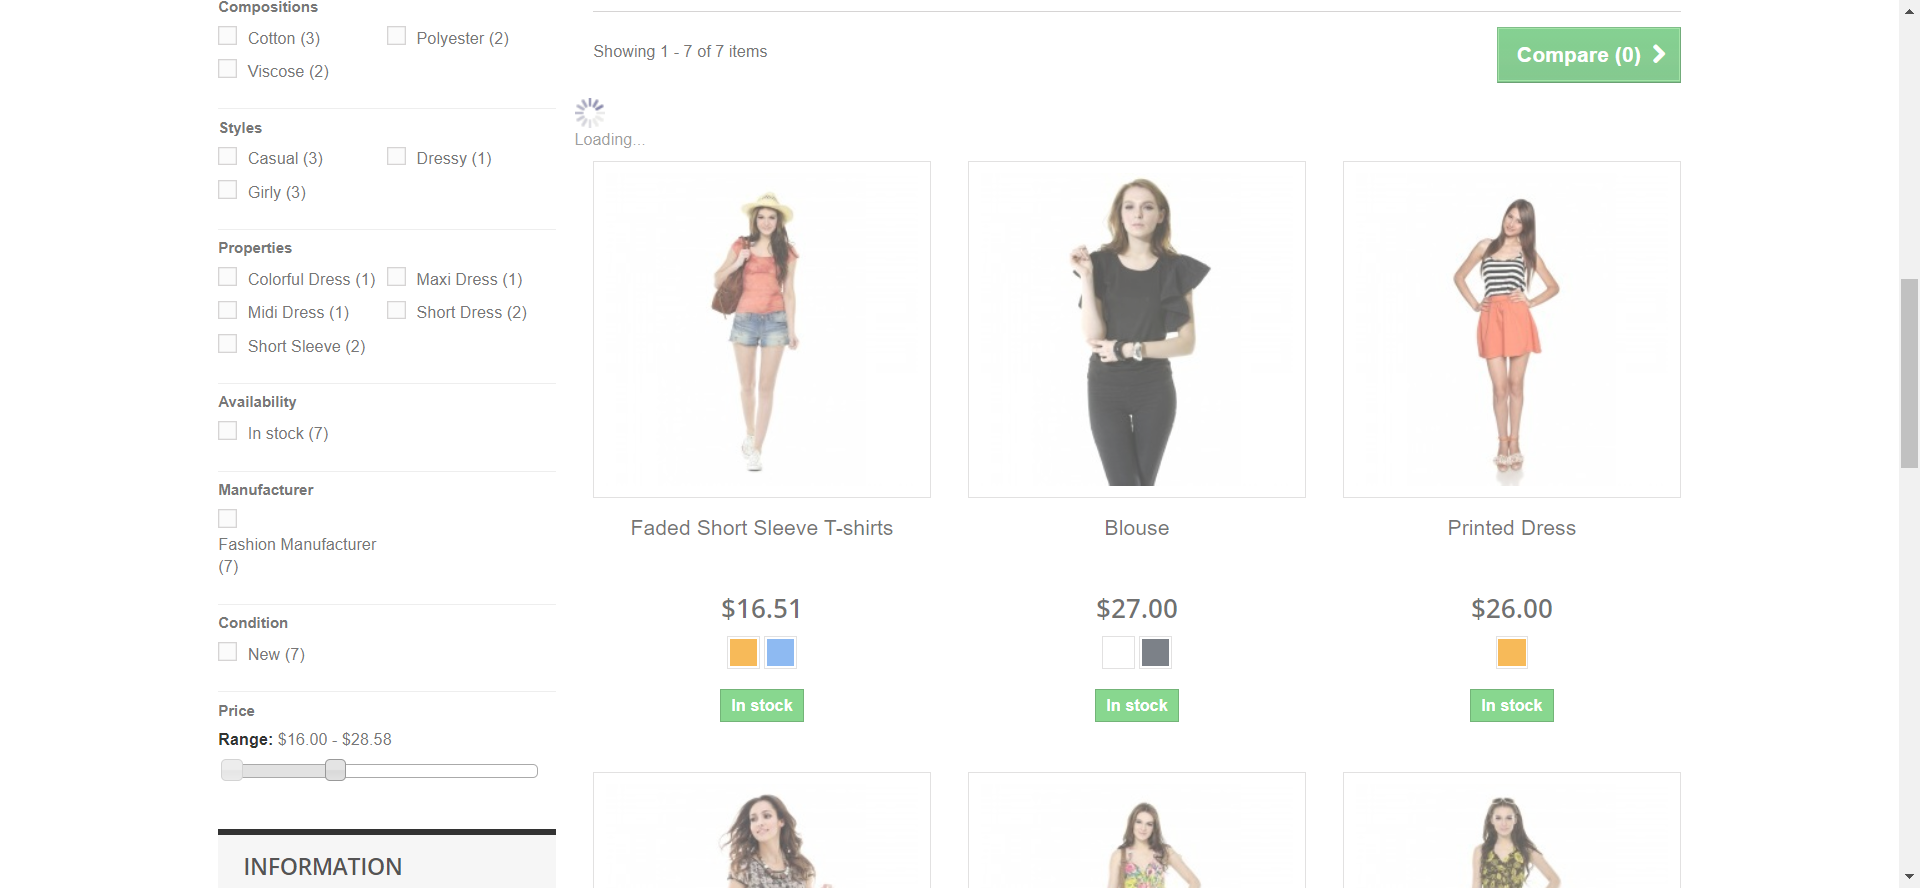 Compositions
Cotton (3)
Polyester (2)
Viscose (2)
Styles
Casual (3)
Dressy (1)
Girly (3)
Properties
Colorful Dress (1)
Maxi Dress (1)
Midi Dress (1)
Short Dress (2)
Short Sleeve (2)
Availability
In stock (7)
Manufacturer
Fashion Manufacturer
(7)
Condition
New (7)
Price
Range: $16.00 - $28.58
INFORMATION
Showing 1 - 7 of 7 items
Compare (0)
Loading...
Faded Short Sleeve T-shirts
$16.51
In stock
Blouse
$27.00
In stock
Printed Dress
$26.00
In stock